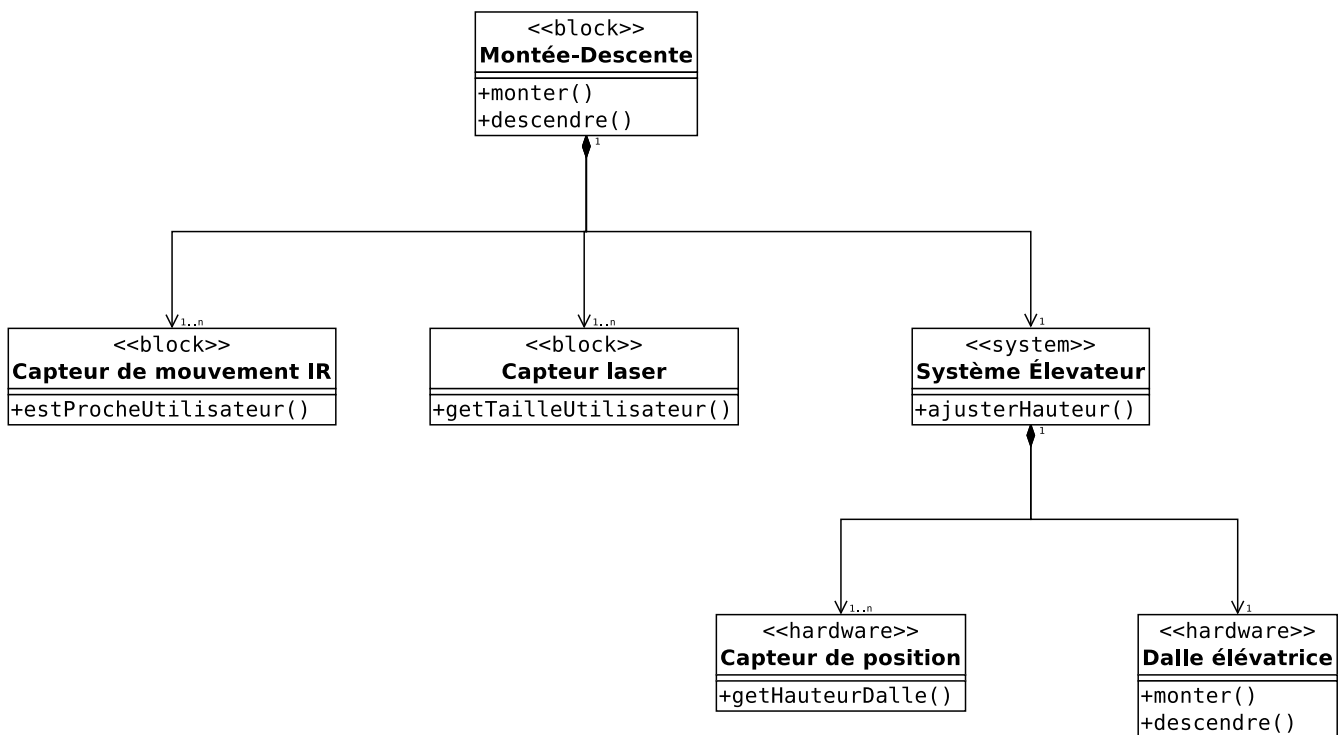 <<block>>
Montée-Descente
+monter()
+descendre()
1
1..n
1..n
1
<<block>>
Capteur de mouvement IR
+estProcheUtilisateur()
<<block>>
Capteur laser
+getTailleUtilisateur()
<<system>>
Système Élevateur
+ajusterHauteur()
1
1..n
1
<<hardware>>
Capteur de position
+getHauteurDalle()
<<hardware>>
Dalle élévatrice
+monter()
+descendre()